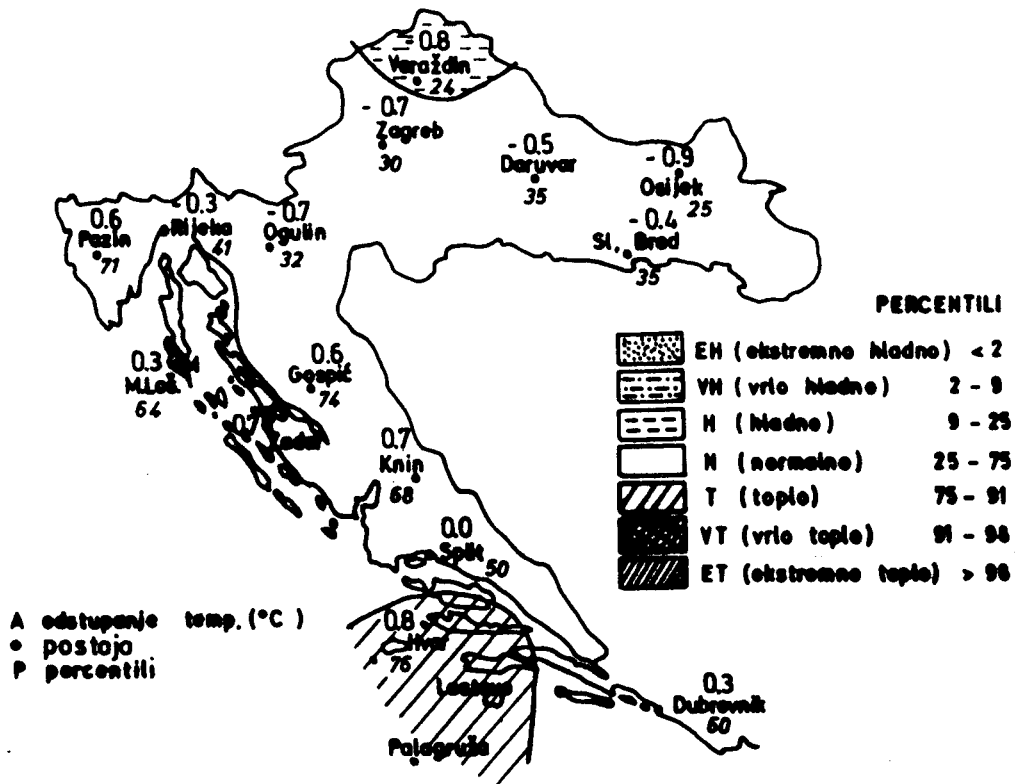 - 0.8
Varaždin
24
- 0.7
Zagreb
30
- 0.5
Daruvar
35
- 0.9
Osijek
25
- 0.4
Sl. Brod
35
0.6
Pazin
71
- 0.3
Rijeka
41
- 0.7
Ogulin
32
0.3
M.Loš.
64
0.6
Gospić
74
0.7
Zadar
0.7
Knin
68
0.0
Split
50
0.8
Hvar
76
Lastovo
Palagruža
0.3
Dubrovnik
60
PERCENTILI
EH (ekstremno hladno) < 2
VH (vrlo hladno) 2 - 9
H (hladno) 9 - 25
N (normalno) 25 - 75
T (toplo) 75 - 91
VT (vrlo toplo) 91 - 98
ET (ekstremno toplo) > 98
A odstupanje temp. (°C)
• postaja
P percentili